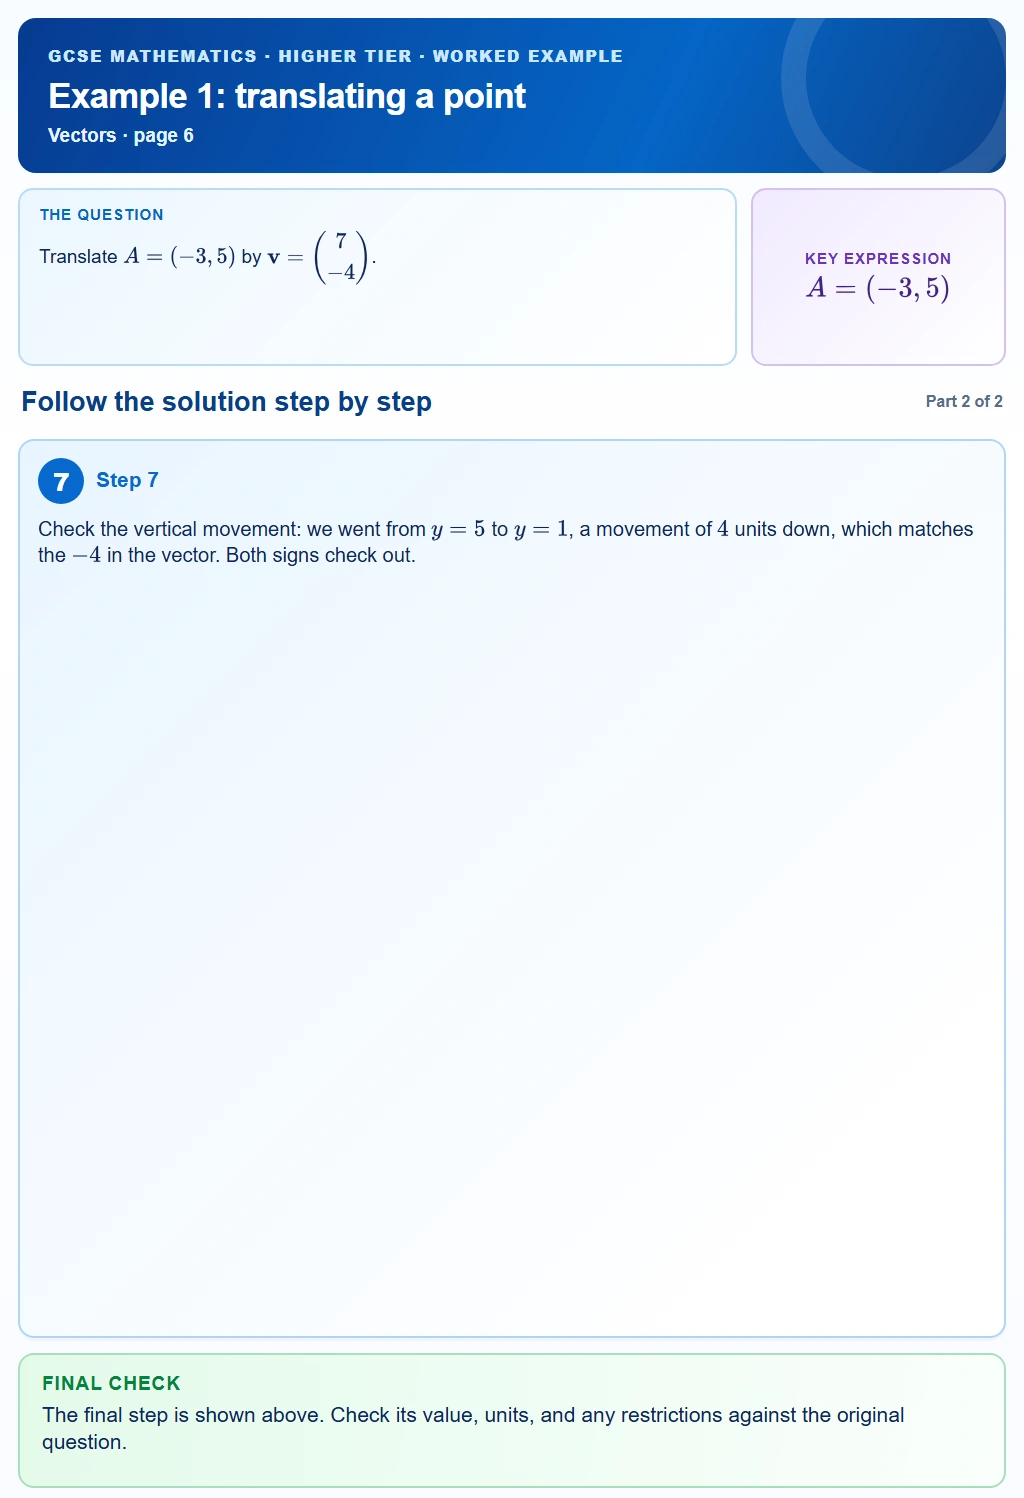 GCSE MATHEMATICS · HIGHER TIER · WORKED EXAMPLE
Example 1: translating a point
Vectors · page 6
THE QUESTION
Translate A = (−3, 5) by v = (7 −4).
KEY EXPRESSION
A = (−3, 5)
Follow the solution step by step
Part 2 of 2
7 Step 7
Check the vertical movement: we went from y = 5 to y = 1, a movement of 4 units down, which matches
the −4 in the vector. Both signs check out.
FINAL CHECK
The final step is shown above. Check its value, units, and any restrictions against the original
question.